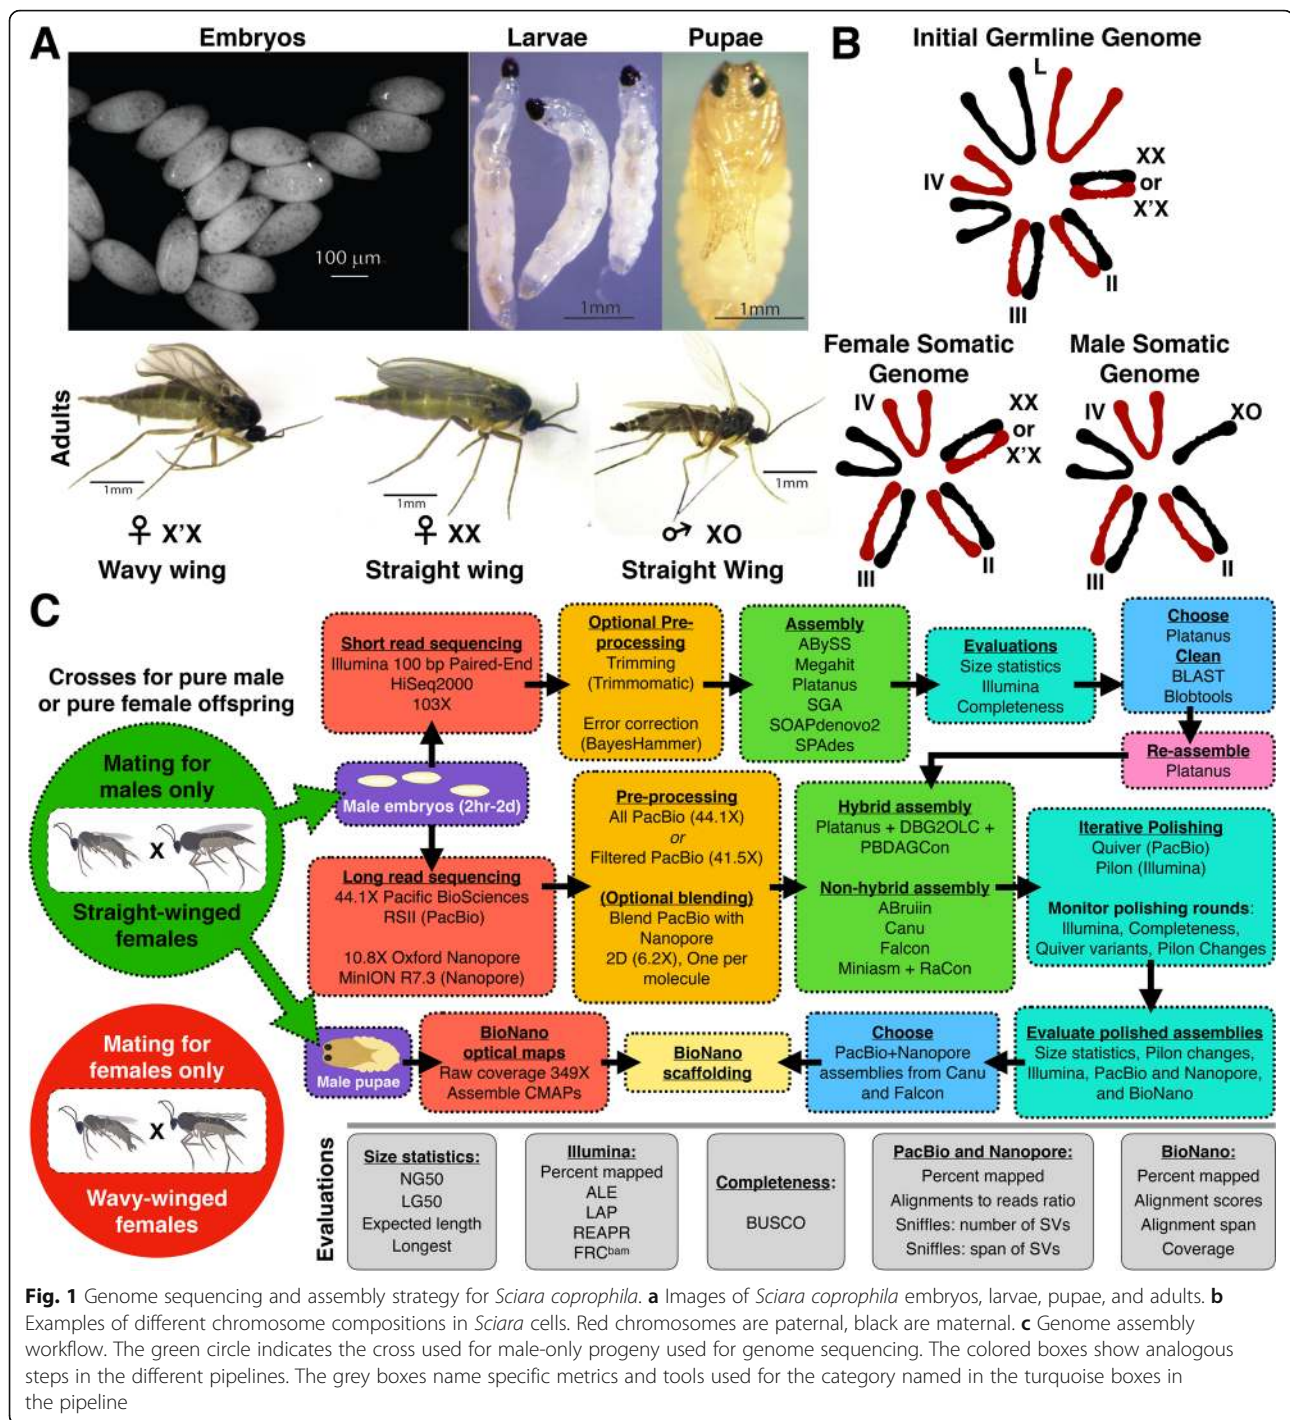 A
Embryos
Larvae
Pupae
100 µm
1mm
1mm
Adults
1mm
1mm
1mm
♀ X'X
♀ XX
♂ XO
Wavy wing
Straight wing
Straight Wing
B
Initial Germline Genome
L
IV
XX
or
X'X
II
III
Female Somatic
Genome
IV
XX
or
X'X
II
III
Male Somatic
Genome
IV
XO
II
III
C
Crosses for pure male
or pure female offspring
Mating for
males only
X
Straight-winged
females
Mating for
females only
X
Wavy-winged
females
Short read sequencing
Illumina 100 bp Paired-End
HiSeq2000
103X
Optional Pre-
processing
Trimming
(Trimmomatic)
Error correction
(BayesHammer)
Assembly
ABySS
Megahit
Platanus
SGA
SOAPdenovo2
SPAdes
Evaluations
Size statistics
Illumina
Completeness
Choose
Platanus
Clean
BLAST
Blobtools
Re-assemble
Platanus
Male embryos (2hr-2d)
Long read sequencing
44.1X Pacific BioSciences
RSII (PacBio)
10.8X Oxford Nanopore
MinION R7.3 (Nanopore)
Pre-processing
All PacBio (44.1X)
or
Filtered PacBio (41.5X)
(Optional blending)
Blend PacBio with
Nanopore
2D (6.2X), One per
molecule
Hybrid assembly
Platanus + DBG2OLC +
PBDAGCon
Non-hybrid assembly
ABruiin
Canu
Falcon
Miniasm + RaCon
Iterative Polishing
Quiver (PacBio)
Pilon (Illumina)
Monitor polishing rounds:
Illumina, Completeness,
Quiver variants, Pilon Changes
Male pupae
BioNano
optical maps
Raw coverage 349X
Assemble CMAPs
BioNano
scaffolding
Choose
PacBio+Nanopore
assemblies from Canu
and Falcon
Evaluate polished assemblies
Size statistics, Pilon changes,
Illumina, PacBio and Nanopore,
and BioNano
Evaluations
Size statistics:
NG50
LG50
Expected length
Longest
Illumina:
Percent mapped
ALE
LAP
REAPR
FRCbam
Completeness:
BUSCO
PacBio and Nanopore:
Percent mapped
Alignments to reads ratio
Sniffles: number of SVs
Sniffles: span of SVs
BioNano:
Percent mapped
Alignment scores
Alignment span
Coverage
Fig. 1 Genome sequencing and assembly strategy for Sciara coprophila. a Images of Sciara coprophila embryos, larvae, pupae, and adults. b
Examples of different chromosome compositions in Sciara cells. Red chromosomes are paternal, black are maternal. c Genome assembly
workflow. The green circle indicates the cross used for male-only progeny used for genome sequencing. The colored boxes show analogous
steps in the different pipelines. The grey boxes name specific metrics and tools used for the category named in the turquoise boxes in
the pipeline